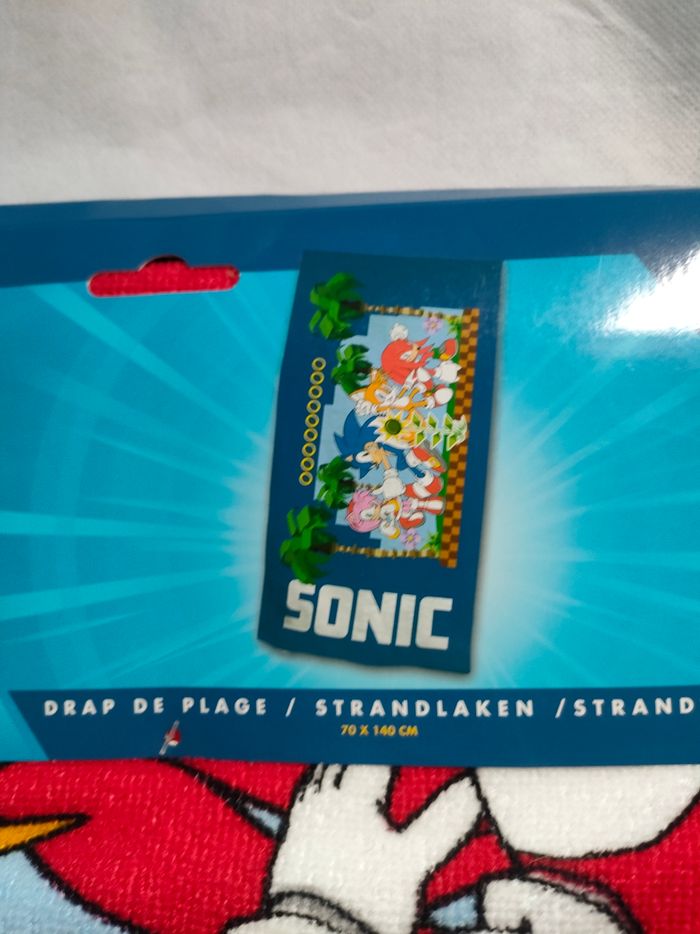 SONIC
DRAP DE PLAGE / STRANDLAKEN / STRAND
70 X 140 CM